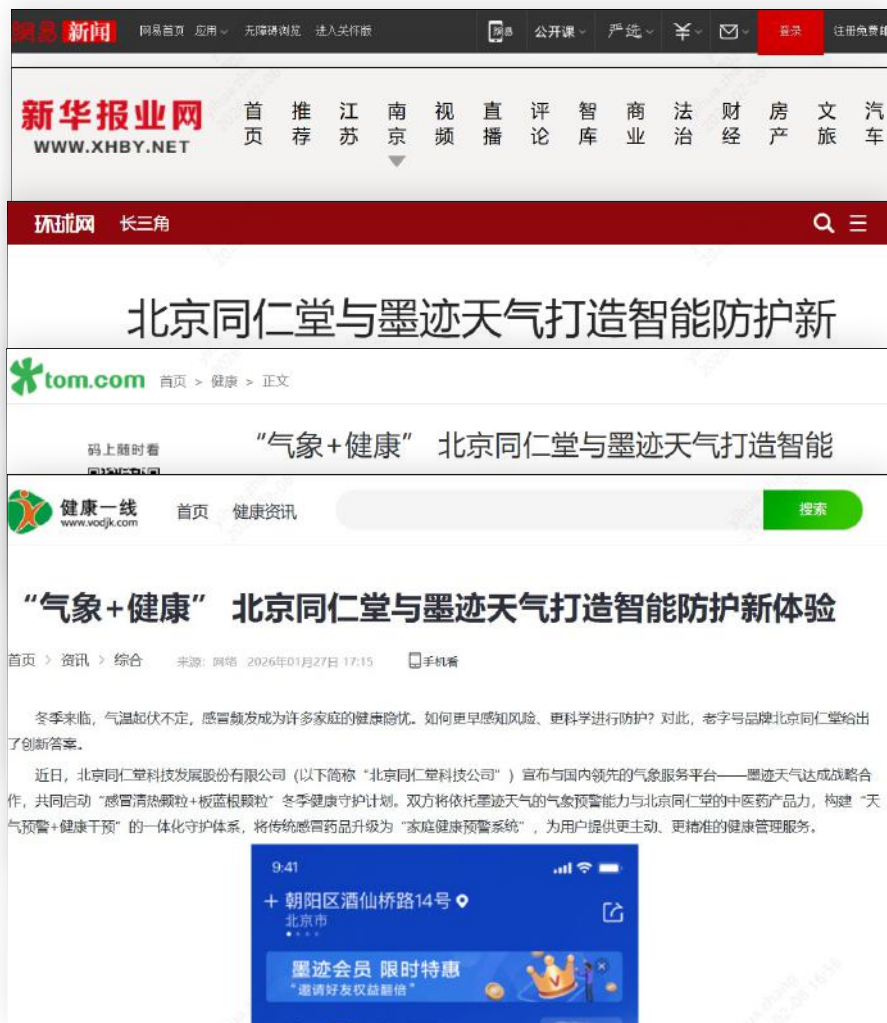 網易 新闻 网易首页 应用 无障碍浏览 进入关怀版 公开课 严选 登录 注册免费邮
新华报业网
WWW.XHBY.NET
首页 推荐 江苏 南京 视频 直播 评论 智库 商业 法治 财经 房产 文旅 汽车
环球网 长三角
北京同仁堂与墨迹天气打造智能防护新
tom.com 首页 > 健康 > 正文
码上随时看
“气象+健康” 北京同仁堂与墨迹天气打造智能
健康一线
www.vodjk.com
首页 健康资讯 搜索
“气象+健康” 北京同仁堂与墨迹天气打造智能防护新体验
首页 > 资讯 > 综合 来源: 网络 2026年01月27日 17:15 手机看
冬季来临，气温起伏不定，感冒频发成为许多家庭的健康隐忧。如何更早感知风险、更科学进行防护？对此，老字号品牌北京同仁堂给出
了创新答案。
近日，北京同仁堂科技发展股份有限公司（以下简称“北京同仁堂科技公司”）宣布与国内领先的气象服务平台——墨迹天气达成战略合
作，共同启动“感冒清热颗粒+板蓝根颗粒”冬季健康守护计划。双方将依托墨迹天气的气象预警能力与北京同仁堂的中医药产品力，构建“天
气预警+健康干预”的一体化守护体系，将传统感冒药品升级为“家庭健康预警系统”，为用户提供更主动、更精准的健康管理服务。
9:41
+ 朝阳区酒仙桥路14号
北京市
墨迹会员 限时特惠
“邀请好友权益翻倍”